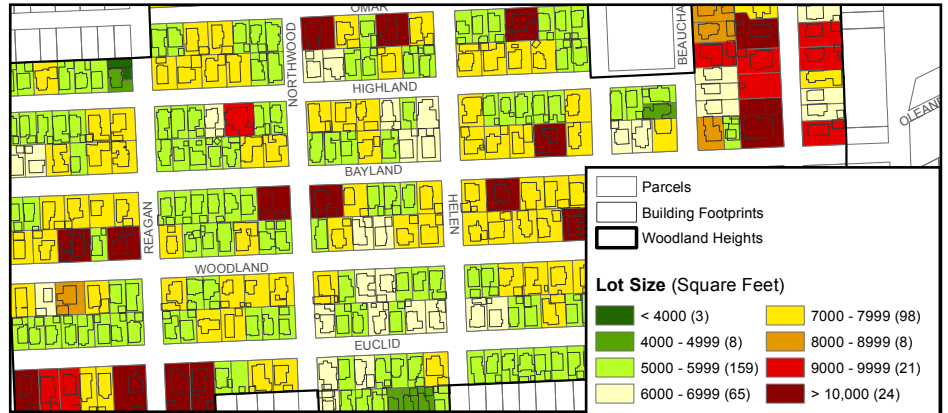 OMAR
NORTHWOOD
BEAUCHA
HIGHLAND
OLEAN
BAYLAND
REAGAN
HELEN
WOODLAND
EUCLID
Parcels
Building Footprints
Woodland Heights
Lot Size (Square Feet)
< 4000 (3)
4000 - 4999 (8)
5000 - 5999 (159)
6000 - 6999 (65)
7000 - 7999 (98)
8000 - 8999 (8)
9000 - 9999 (21)
> 10,000 (24)